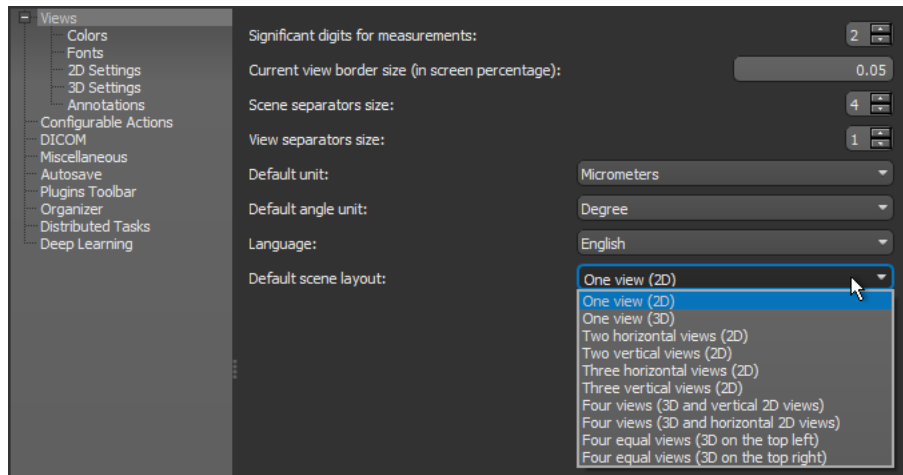 Views
Colors
Fonts
2D Settings
3D Settings
Annotations
Configurable Actions
DICOM
Miscellaneous
Autosave
Plugins Toolbar
Organizer
Distributed Tasks
Deep Learning
Significant digits for measurements: 2
Current view border size (in screen percentage): 0.05
Scene separators size: 4
View separators size: 1
Default unit: Micrometers
Default angle unit: Degree
Language: English
Default scene layout: One view (2D)
One view (2D)
One view (3D)
Two horizontal views (2D)
Two vertical views (2D)
Three horizontal views (2D)
Three vertical views (2D)
Four views (3D and vertical 2D views)
Four views (3D and horizontal 2D views)
Four equal views (3D on the top left)
Four equal views (3D on the top right)